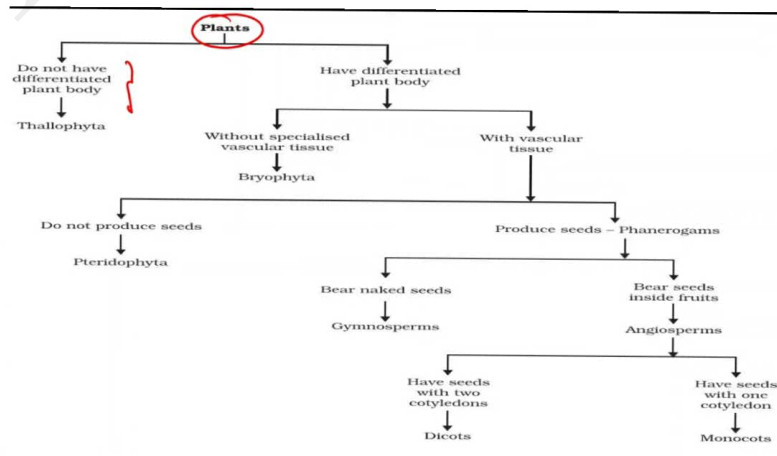 Plants
Do not have
differentiated
plant body
Have differentiated
plant body
Thallophyta
Without specialised
vascular tissue
With vascular
tissue
Bryophyta
Do not produce seeds
Produce seeds – Phanerogams
Pteridophyta
Bear naked seeds
Bear seeds
inside fruits
Gymnosperms
Angiosperms
Have seeds
with two
cotyledons
Have seeds
with one
cotyledon
Dicots
Monocots